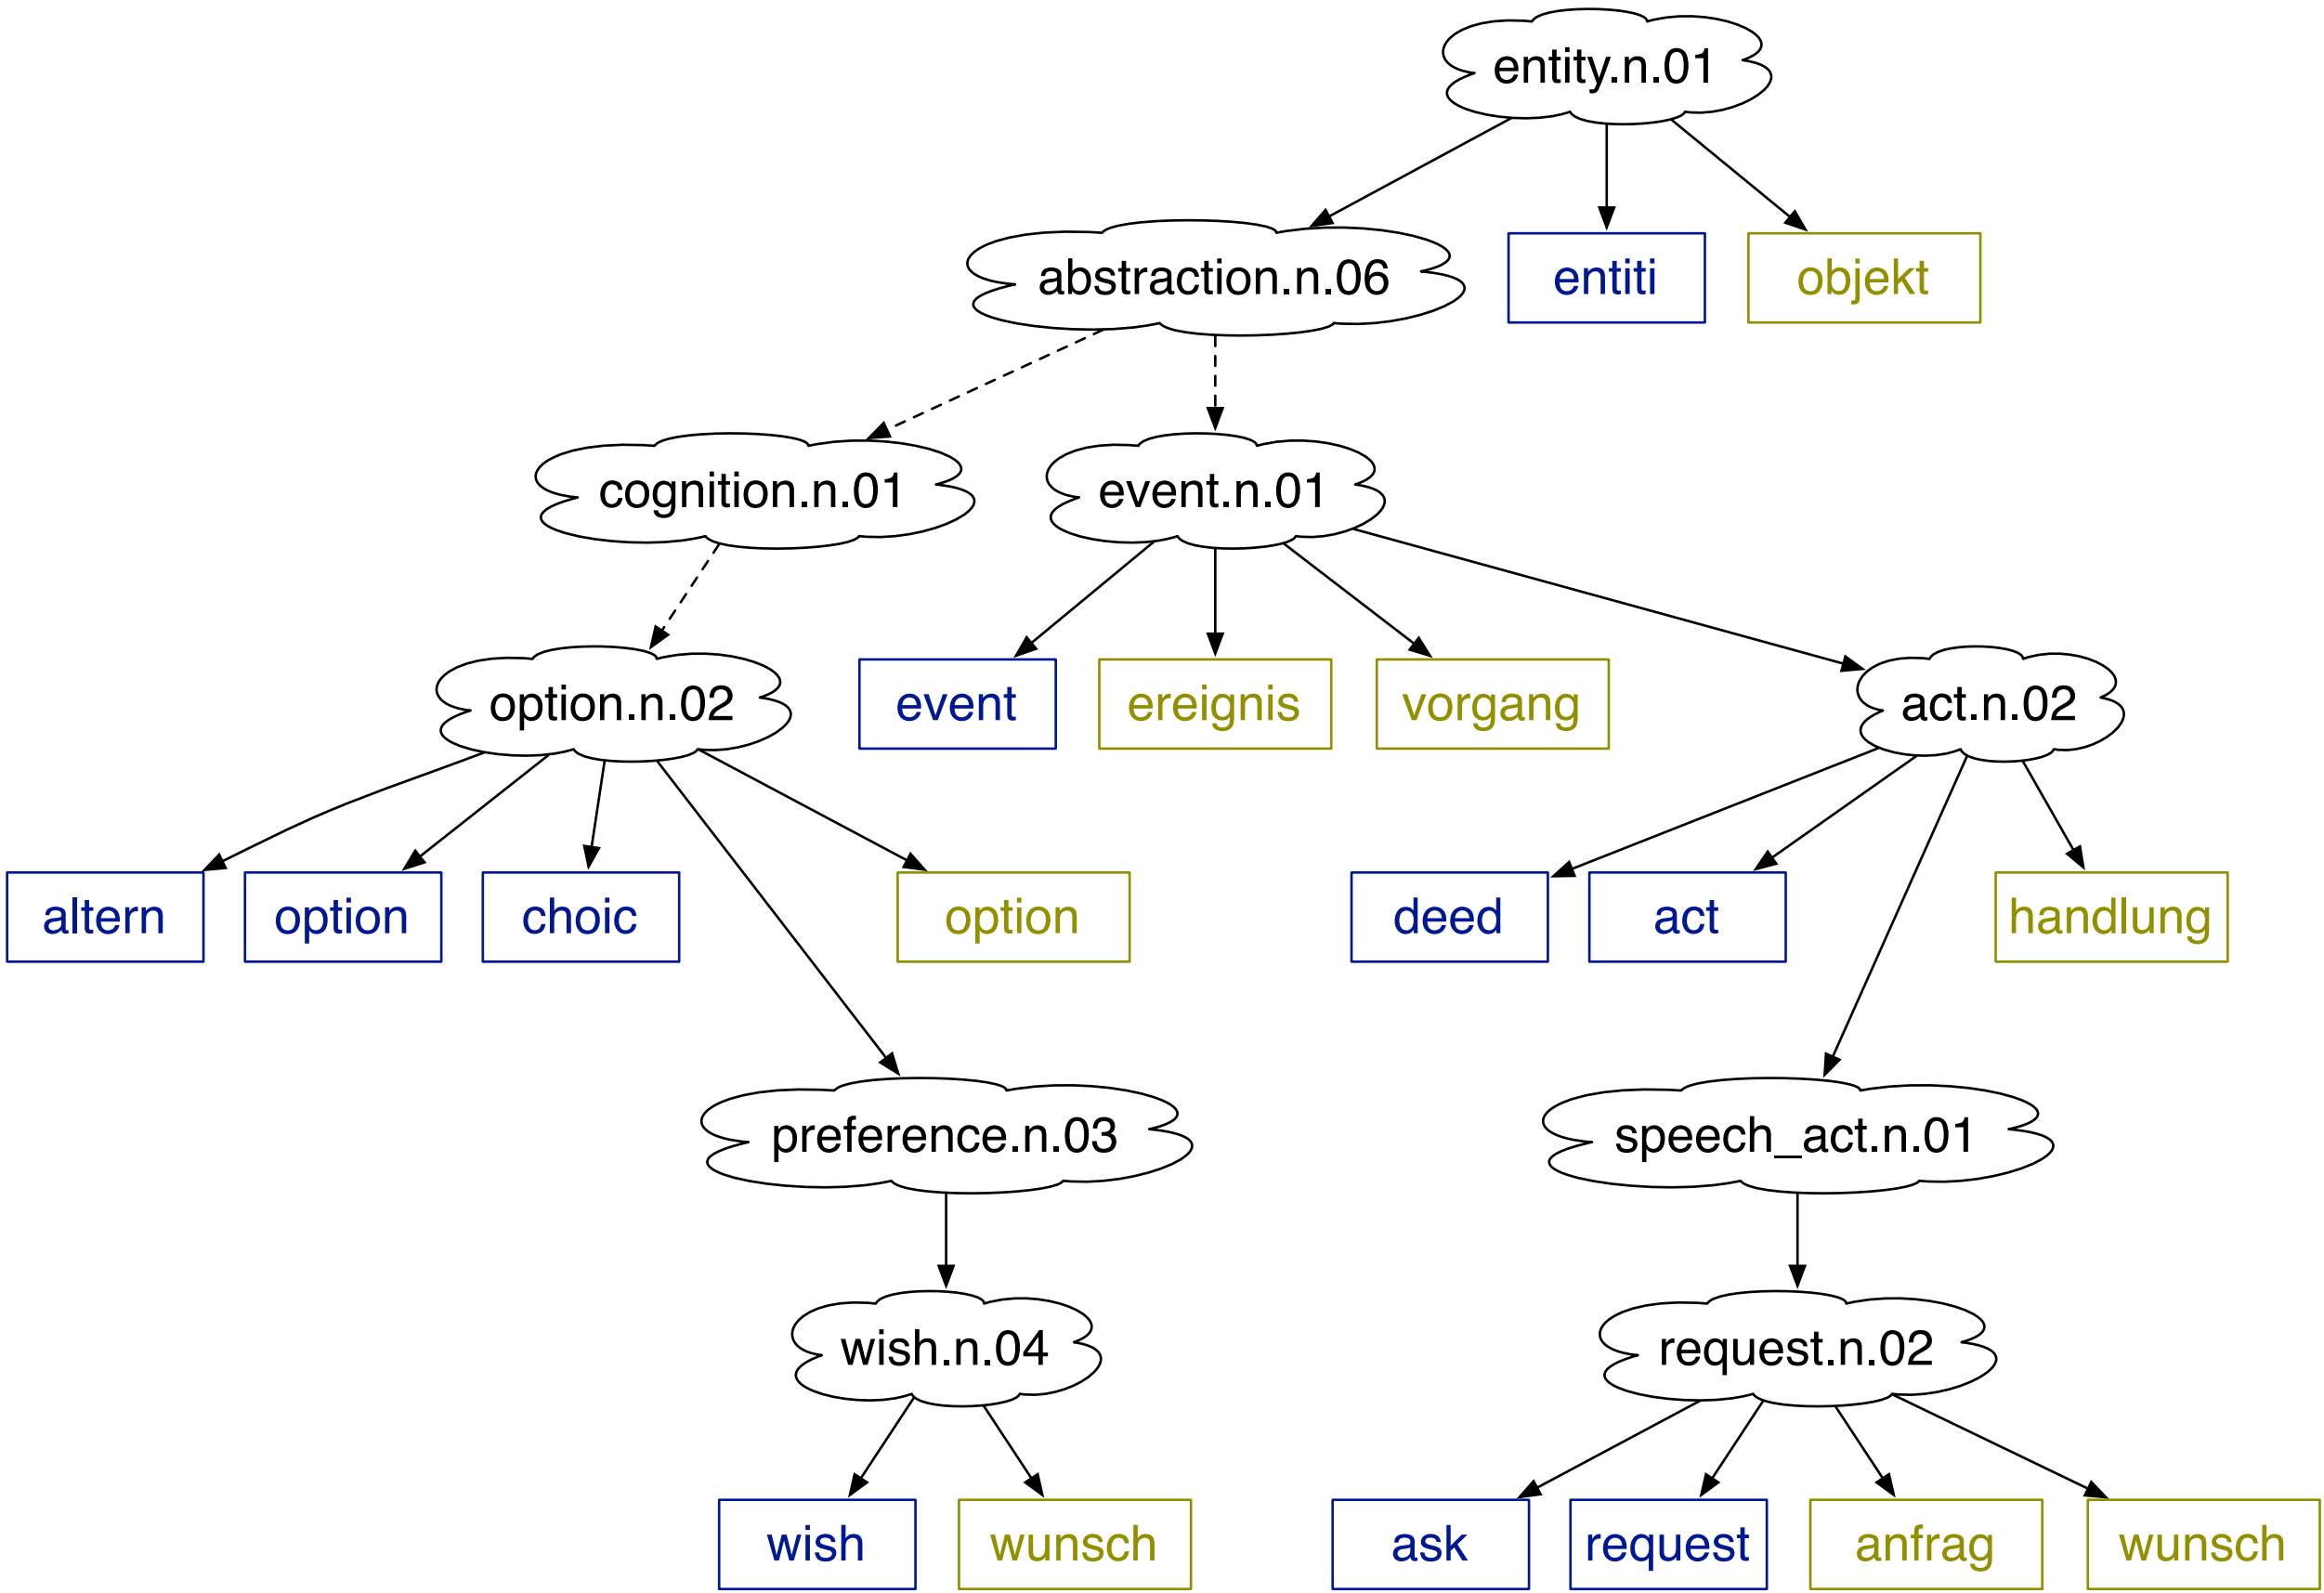 entity.n.01
abstraction.n.06
entiti
objekt
cognition.n.01
event.n.01
option.n.02
event
ereignis
vorgang
act.n.02
altern
option
choic
option
deed
act
handlung
preference.n.03
speech_act.n.01
wish.n.04
request.n.02
wish
wunsch
ask
request
anfrag
wunsch